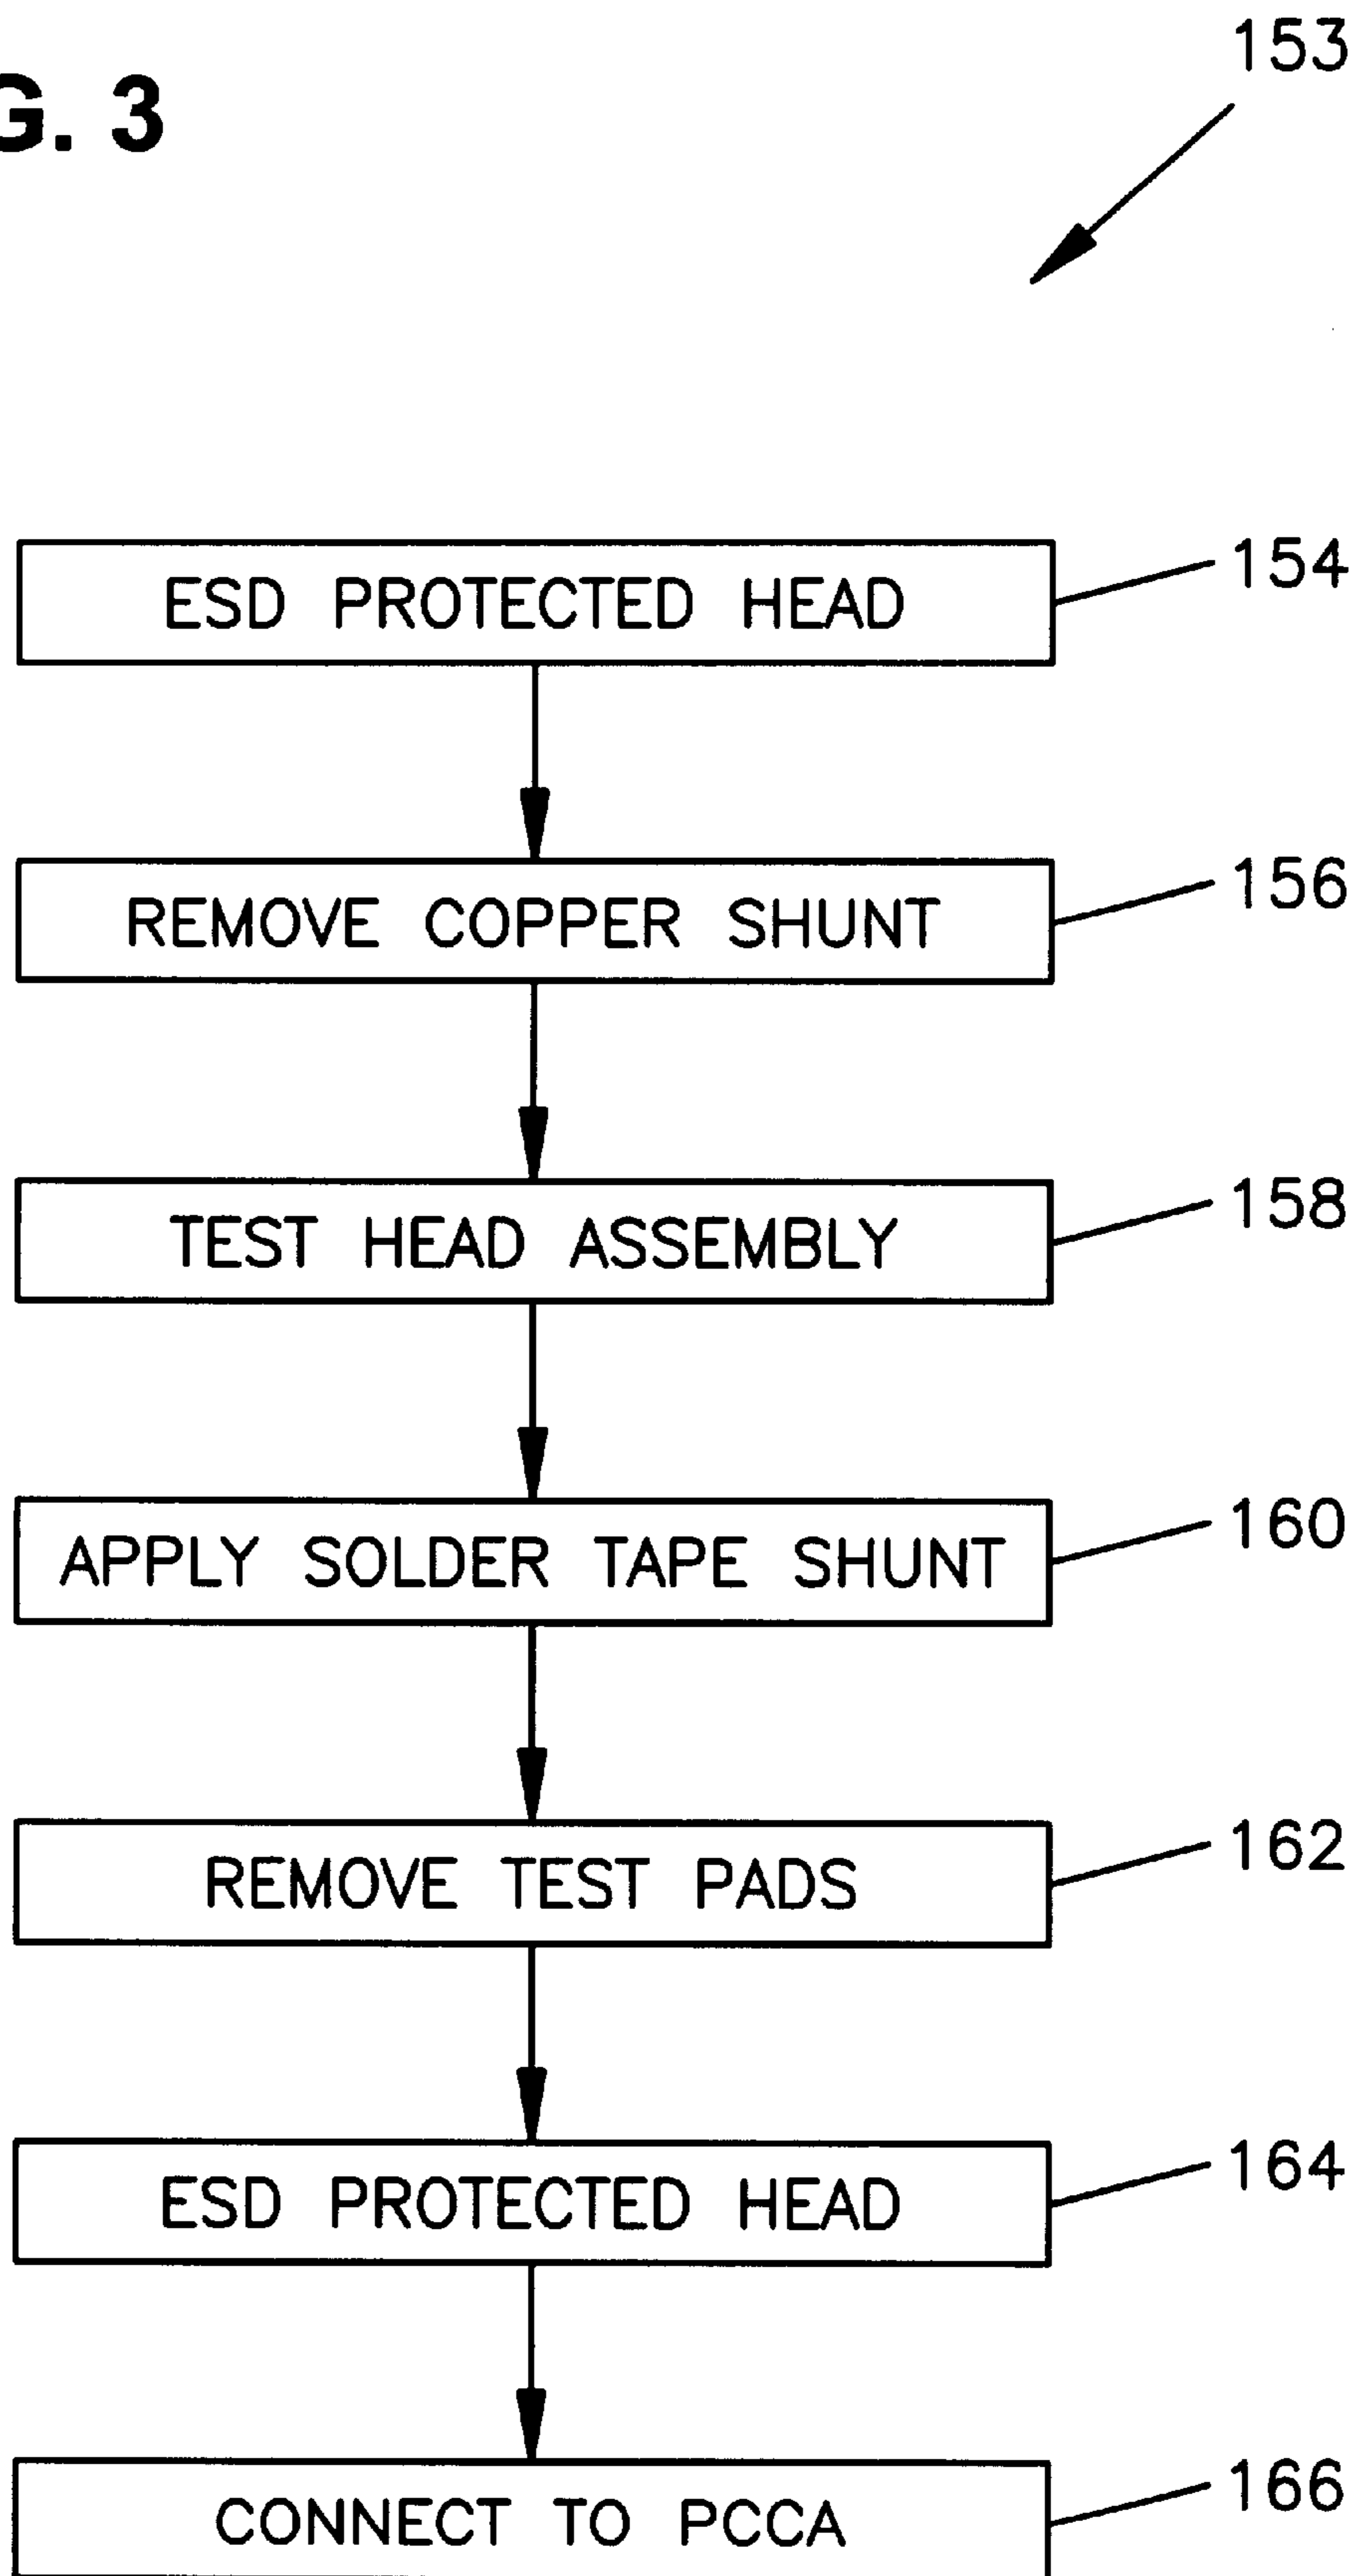 G. 3
153
ESD PROTECTED HEAD 154
REMOVE COPPER SHUNT 156
TEST HEAD ASSEMBLY 158
APPLY SOLDER TAPE SHUNT 160
REMOVE TEST PADS 162
ESD PROTECTED HEAD 164
CONNECT TO PCCA 166